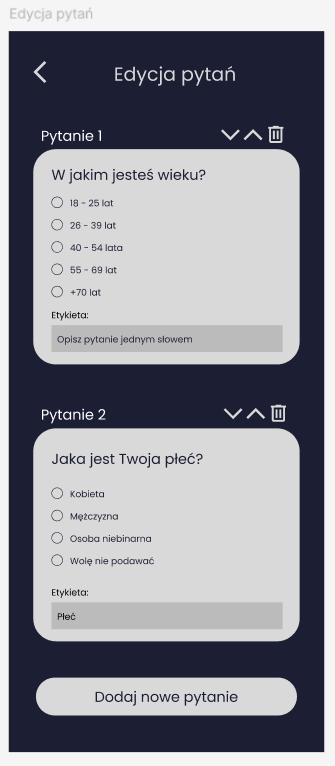 Edycja pytań
Edycja pytań
Pytanie 1
W jakim jesteś wieku?
18 - 25 lat
26 - 39 lat
40 - 54 lata
55 - 69 lat
+70 lat
Etykieta:
Opisz pytanie jednym słowem
Pytanie 2
Jaka jest Twoja płeć?
Kobieta
Mężczyzna
Osoba niebinarna
Wolę nie podawać
Etykieta:
Płeć
Dodaj nowe pytanie